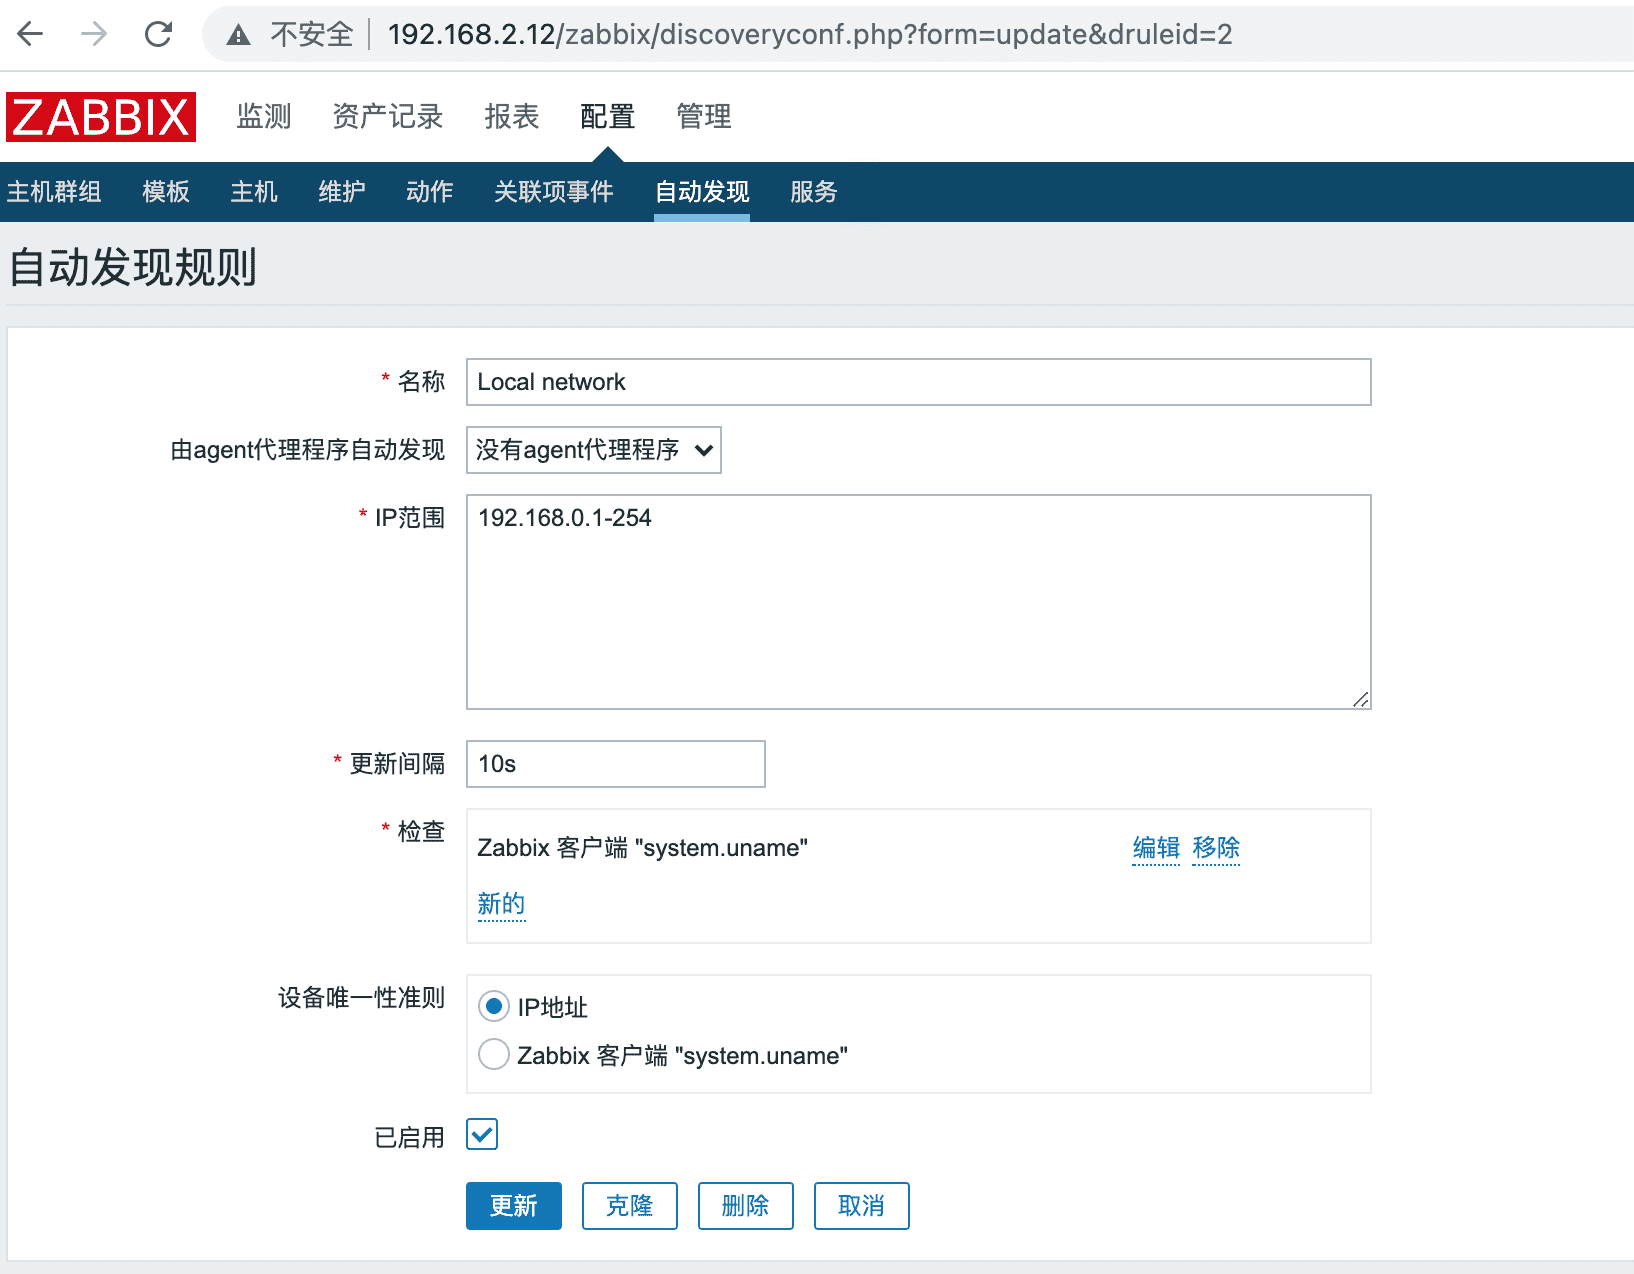 不安全 192.168.2.12/zabbix/discoveryconf.php?form=update&druleid=2
ZABBIX 监测 资产记录 报表 配置 管理
主机群组 模板 主机 维护 动作 关联项事件 自动发现 服务
自动发现规则
* 名称 Local network
由agent代理程序自动发现 没有agent代理程序
* IP范围 192.168.0.1-254
* 更新间隔 10s
* 检查 Zabbix 客户端 "system.uname" 编辑 移除
新的
设备唯一性准则 IP地址
Zabbix 客户端 "system.uname"
已启用
更新 克隆 删除 取消